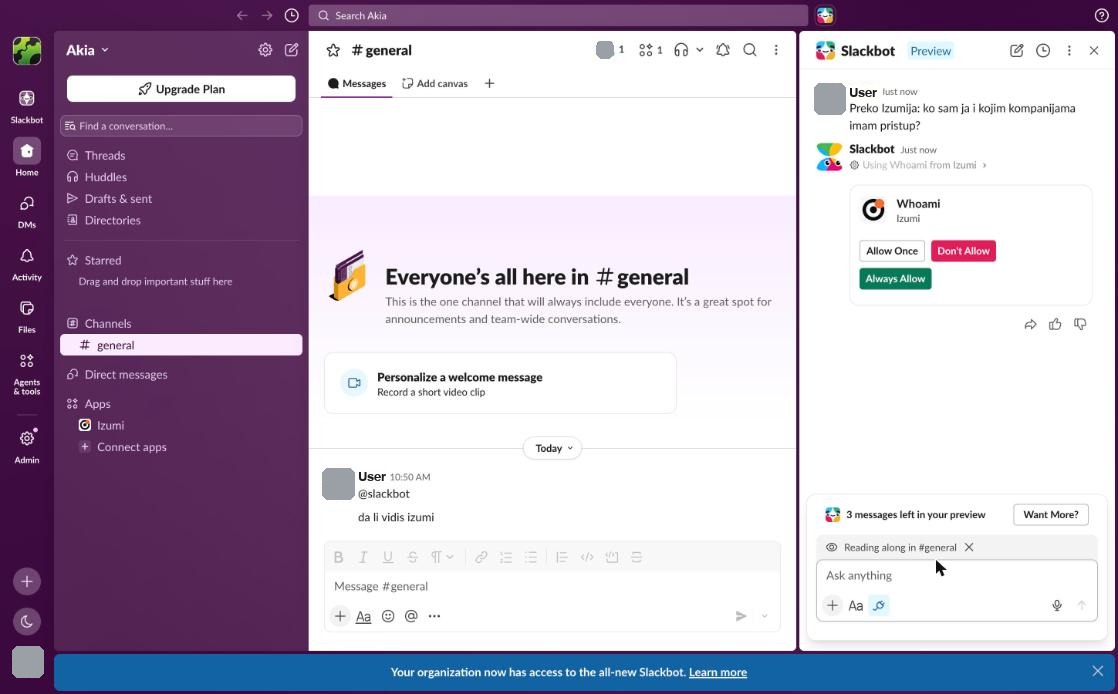 Search Akia
Akia
Upgrade Plan
Find a conversation...
Threads
Huddles
Drafts & sent
Directories
Starred
Drag and drop important stuff here
Channels
# general
Direct messages
Apps
Izumi
Connect apps
Slackbot
Home
DMs
Activity
Files
Agents
& tools
Admin
# general
1
1
Messages
Add canvas
Everyone's all here in # general
This is the one channel that will always include everyone. It's a great spot for
announcements and team-wide conversations.
Personalize a welcome message
Record a short video clip
Today
User 10:50 AM
@slackbot
da li vidis izumi
Message #general
Aa
Slackbot Preview
User Just now
Preko Izumija: ko sam ja i kojim kompanijama
imam pristup?
Slackbot Just now
Using Whoami from Izumi
Whoami
Izumi
Allow Once
Don't Allow
Always Allow
3 messages left in your preview
Want More?
Reading along in #general
Ask anything
Aa
Your organization now has access to the all-new Slackbot. Learn more